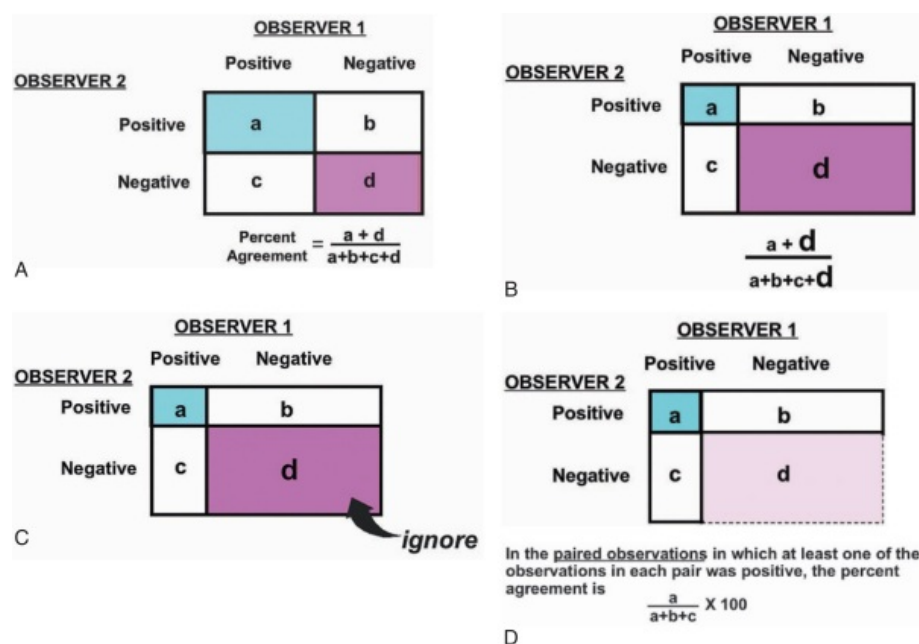 OBSERVER 1
Positive Negative
OBSERVER 2
Positive a b
Negative c d
Percent Agreement = a + d / a+b+c+d
A
OBSERVER 1
Positive Negative
OBSERVER 2
Positive a b
Negative c d
a + d
a+b+c+d
B
OBSERVER 1
Positive Negative
OBSERVER 2
Positive a b
Negative c d
ignore
C
OBSERVER 1
Positive Negative
OBSERVER 2
Positive a b
Negative c d
In the paired observations in which at least one of the
observations in each pair was positive, the percent
agreement is
a
a+b+c X 100
D